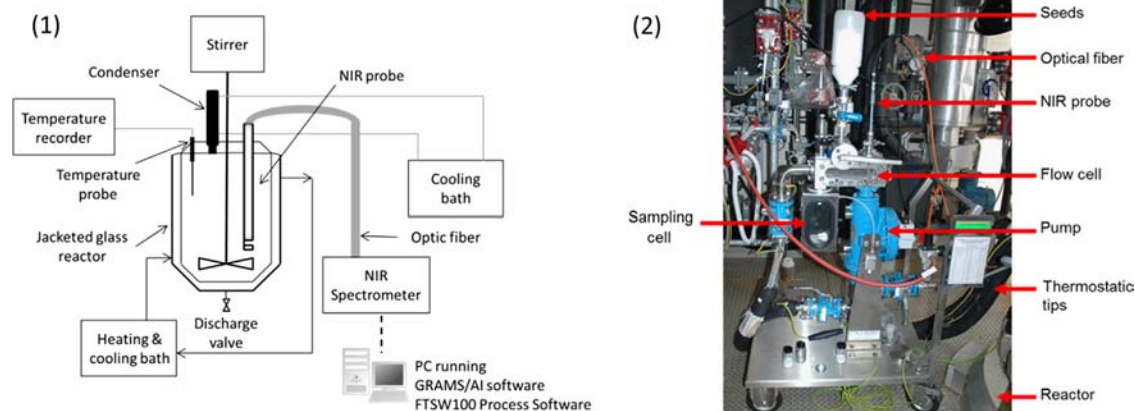 (1)
Stirrer
Condenser
NIR probe
Temperature
recorder
Temperature
probe
Cooling
bath
Jacketed glass
reactor
Optic fiber
NIR
Spectrometer
Discharge
valve
Heating &
cooling bath
PC running
GRAMS/AI software
FTSW100 Process Software
(2)
Seeds
Optical fiber
NIR probe
Flow cell
Sampling
cell
Pump
Thermostatic
tips
Reactor